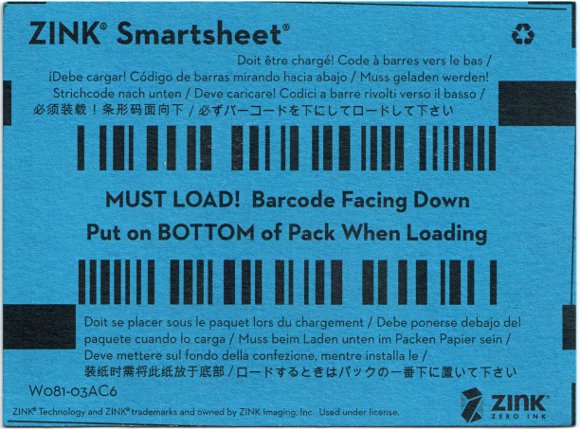 ZINK® Smartsheet®
Doit être chargé! Code à barres vers le bas /
¡Debe cargar! Código de barras mirando hacia abajo / Muss geladen werden!
Strichcode nach unten / Deve caricare! Codici a barre rivolti verso il basso /
必须装载！条形码面向下 / 必ずバーコードを下にしてロードして下さい
MUST LOAD! Barcode Facing Down
Put on BOTTOM of Pack When Loading
Doit se placer sous le paquet lors du chargement / Debe ponerse debajo del
paquete cuando lo carga / Muss beim Laden unten im Packen Papier sein /
Deve mettere sul fondo della confezione, mentre installa le /
装纸时需将此纸放于底部 / ロードするときはパックの一番下に置いて下さい
W081-03AC6
ZINK® Technology and ZINK® trademarks and owned by ZINK Imaging, Inc. Used under license.
ZINK®
ZERO INK